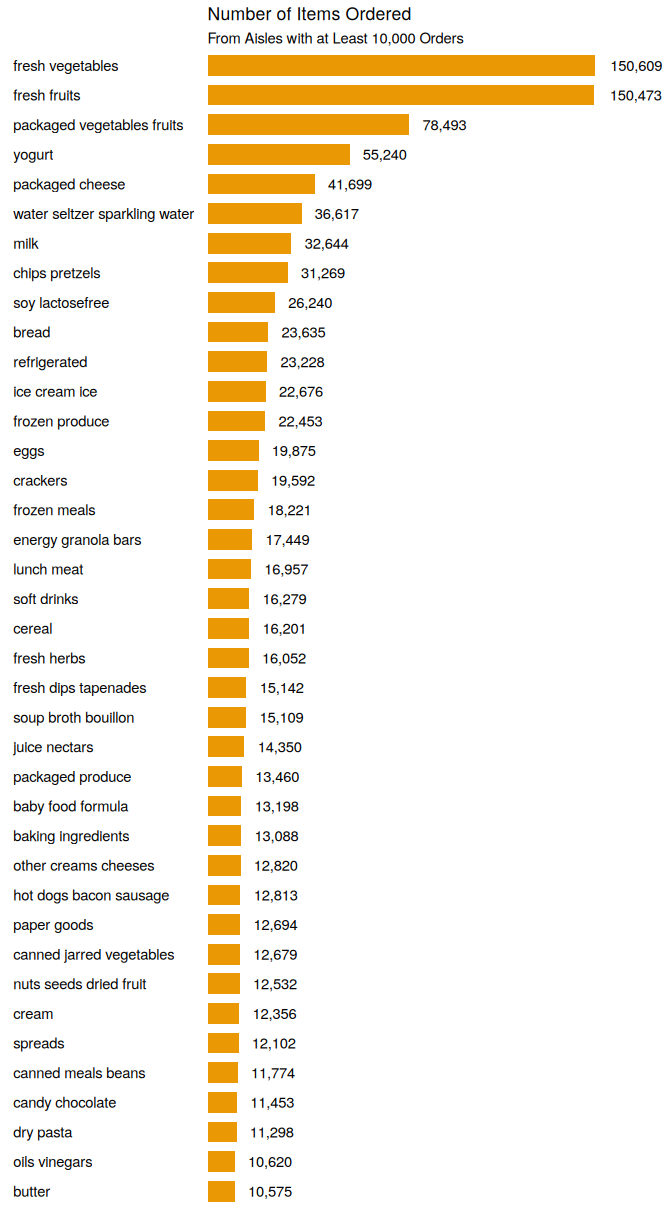 Number of Items Ordered
From Aisles with at Least 10,000 Orders
fresh vegetables 150,609
fresh fruits 150,473
packaged vegetables fruits 78,493
yogurt 55,240
packaged cheese 41,699
water seltzer sparkling water 36,617
milk 32,644
chips pretzels 31,269
soy lactosefree 26,240
bread 23,635
refrigerated 23,228
ice cream ice 22,676
frozen produce 22,453
eggs 19,875
crackers 19,592
frozen meals 18,221
energy granola bars 17,449
lunch meat 16,957
soft drinks 16,279
cereal 16,201
fresh herbs 16,052
fresh dips tapenades 15,142
soup broth bouillon 15,109
juice nectars 14,350
packaged produce 13,460
baby food formula 13,198
baking ingredients 13,088
other creams cheeses 12,820
hot dogs bacon sausage 12,813
paper goods 12,694
canned jarred vegetables 12,679
nuts seeds dried fruit 12,532
cream 12,356
spreads 12,102
canned meals beans 11,774
candy chocolate 11,453
dry pasta 11,298
oils vinegars 10,620
butter 10,575